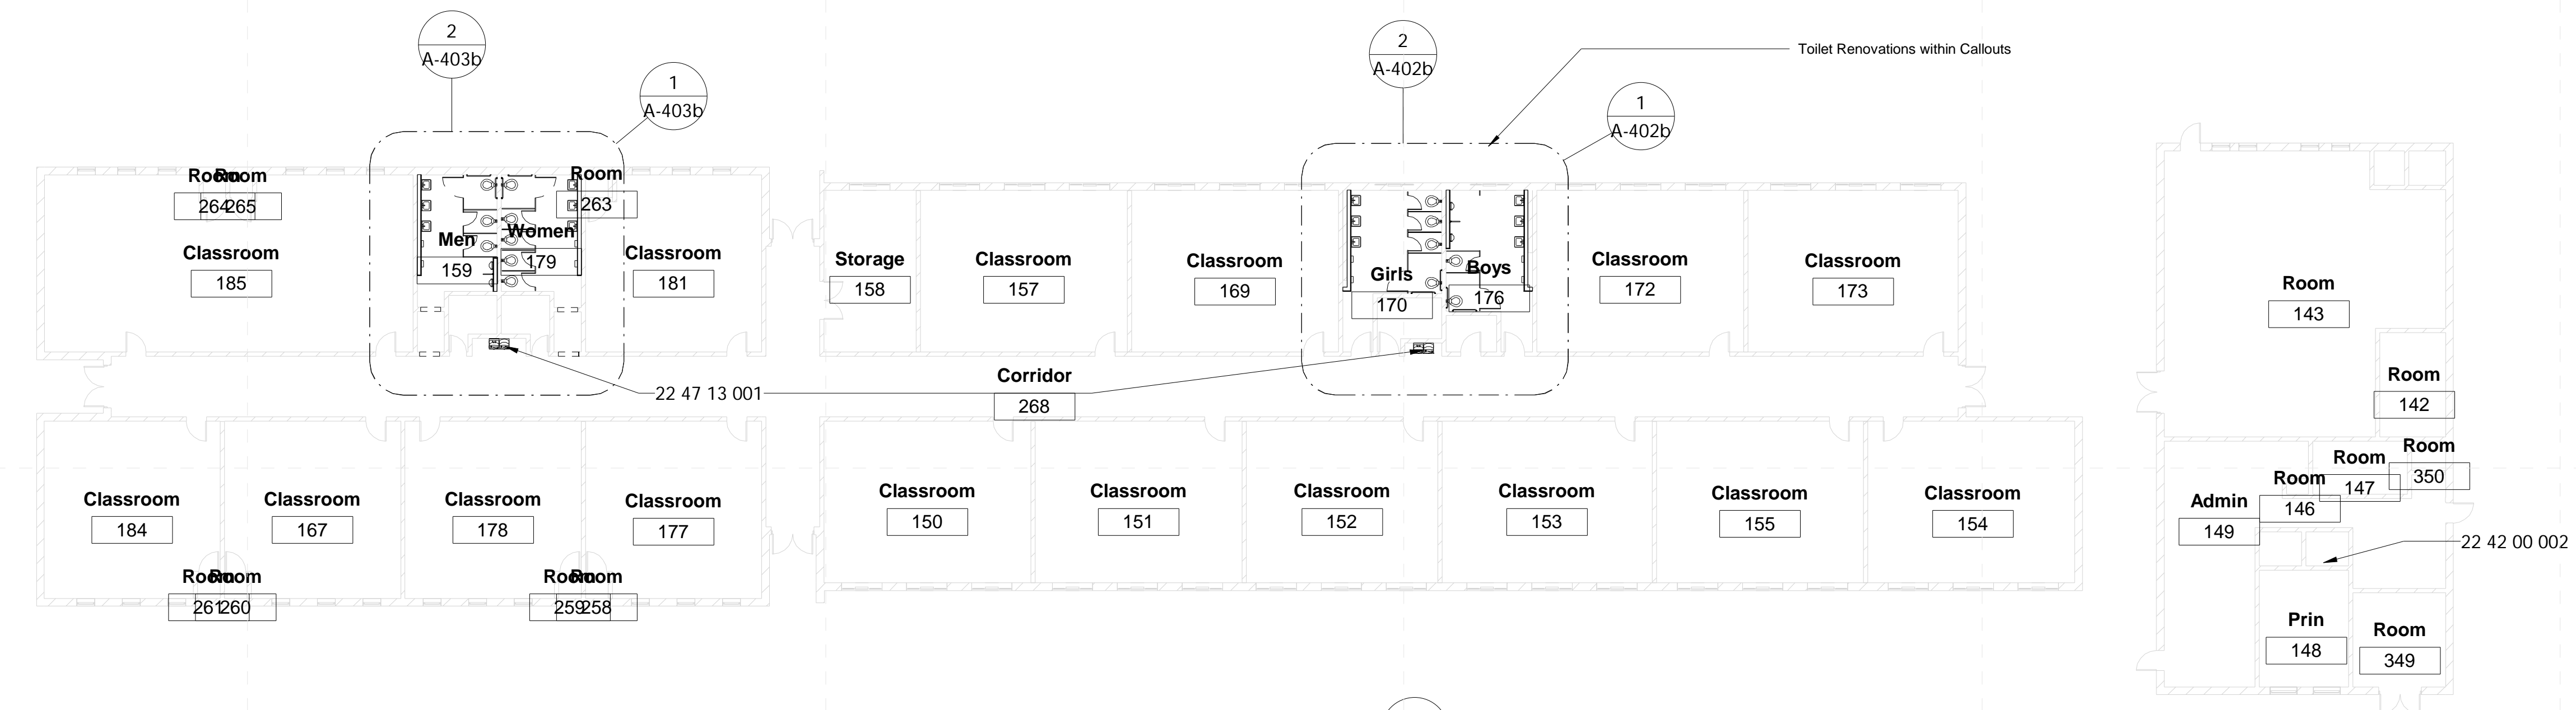 2
A-403b
1
A-403b
2
A-402b
1
A-402b
Toilet Renovations within Callouts
Room
264
Room
265
Room
263
Men
159
Women
179
Classroom
185
Classroom
181
Storage
158
Classroom
157
Classroom
169
Girls
170
Boys
176
Classroom
172
Classroom
173
Room
143
22 47 13 001
Corridor
268
Room
142
Room
350
Room
147
Room
146
Admin
149
22 42 00 002
Classroom
184
Classroom
167
Classroom
178
Classroom
177
Classroom
150
Classroom
151
Classroom
152
Classroom
153
Classroom
155
Classroom
154
Room
261
Room
260
Room
259
Room
258
Prin
148
Room
349